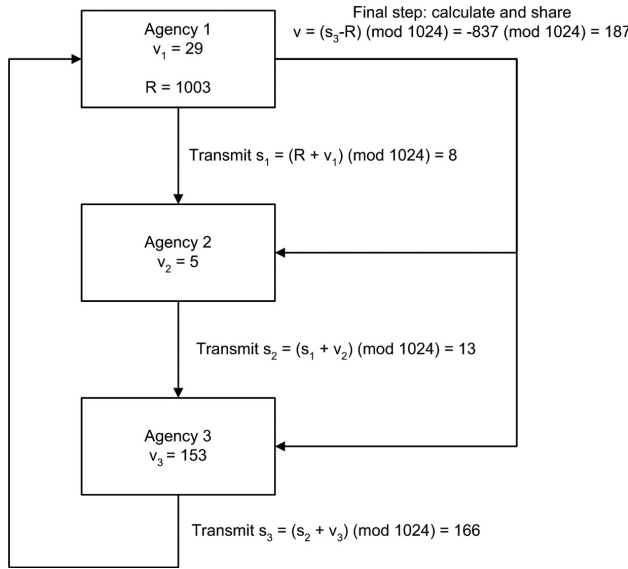 Final step: calculate and share
v = (s₃-R) (mod 1024) = -837 (mod 1024) = 187
Agency 1
v₁ = 29
R = 1003
Transmit s₁ = (R + v₁) (mod 1024) = 8
Agency 2
v₂ = 5
Transmit s₂ = (s₁ + v₂) (mod 1024) = 13
Agency 3
v₃ = 153
Transmit s₃ = (s₂ + v₃) (mod 1024) = 166